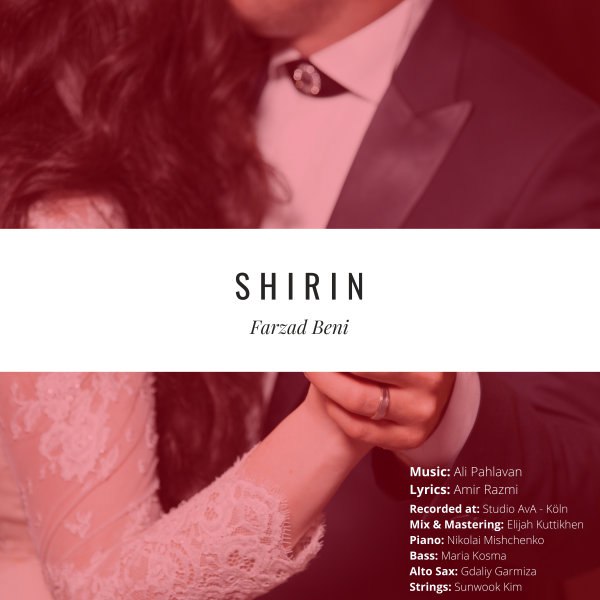 SHIRIN
Farzad Beni
Music: Ali Pahlavan
Lyrics: Amir Razmi
Recorded at: Studio AvA - Köln
Mix & Mastering: Elijah Kuttikhen
Piano: Nikolai Mishchenko
Bass: Maria Kosma
Alto Sax: Gdaliy Garmiza
Strings: Sunwook Kim